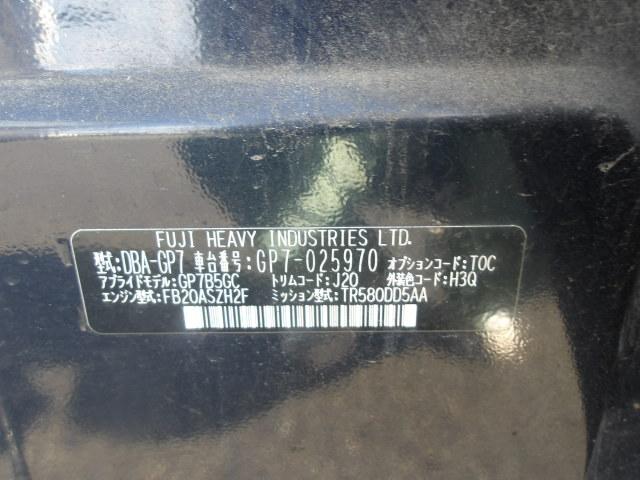 FUJI HEAVY INDUSTRIES LTD.
型式:DBA-GP7 車台番号:GP7-025970 オプションコード:TOC
アプライドモデル:GP7B5GC トリムコード:J20 外装色コード:H3Q
エンジン型式:FB20ASZH2F ミッション型式:TR580DD5AA